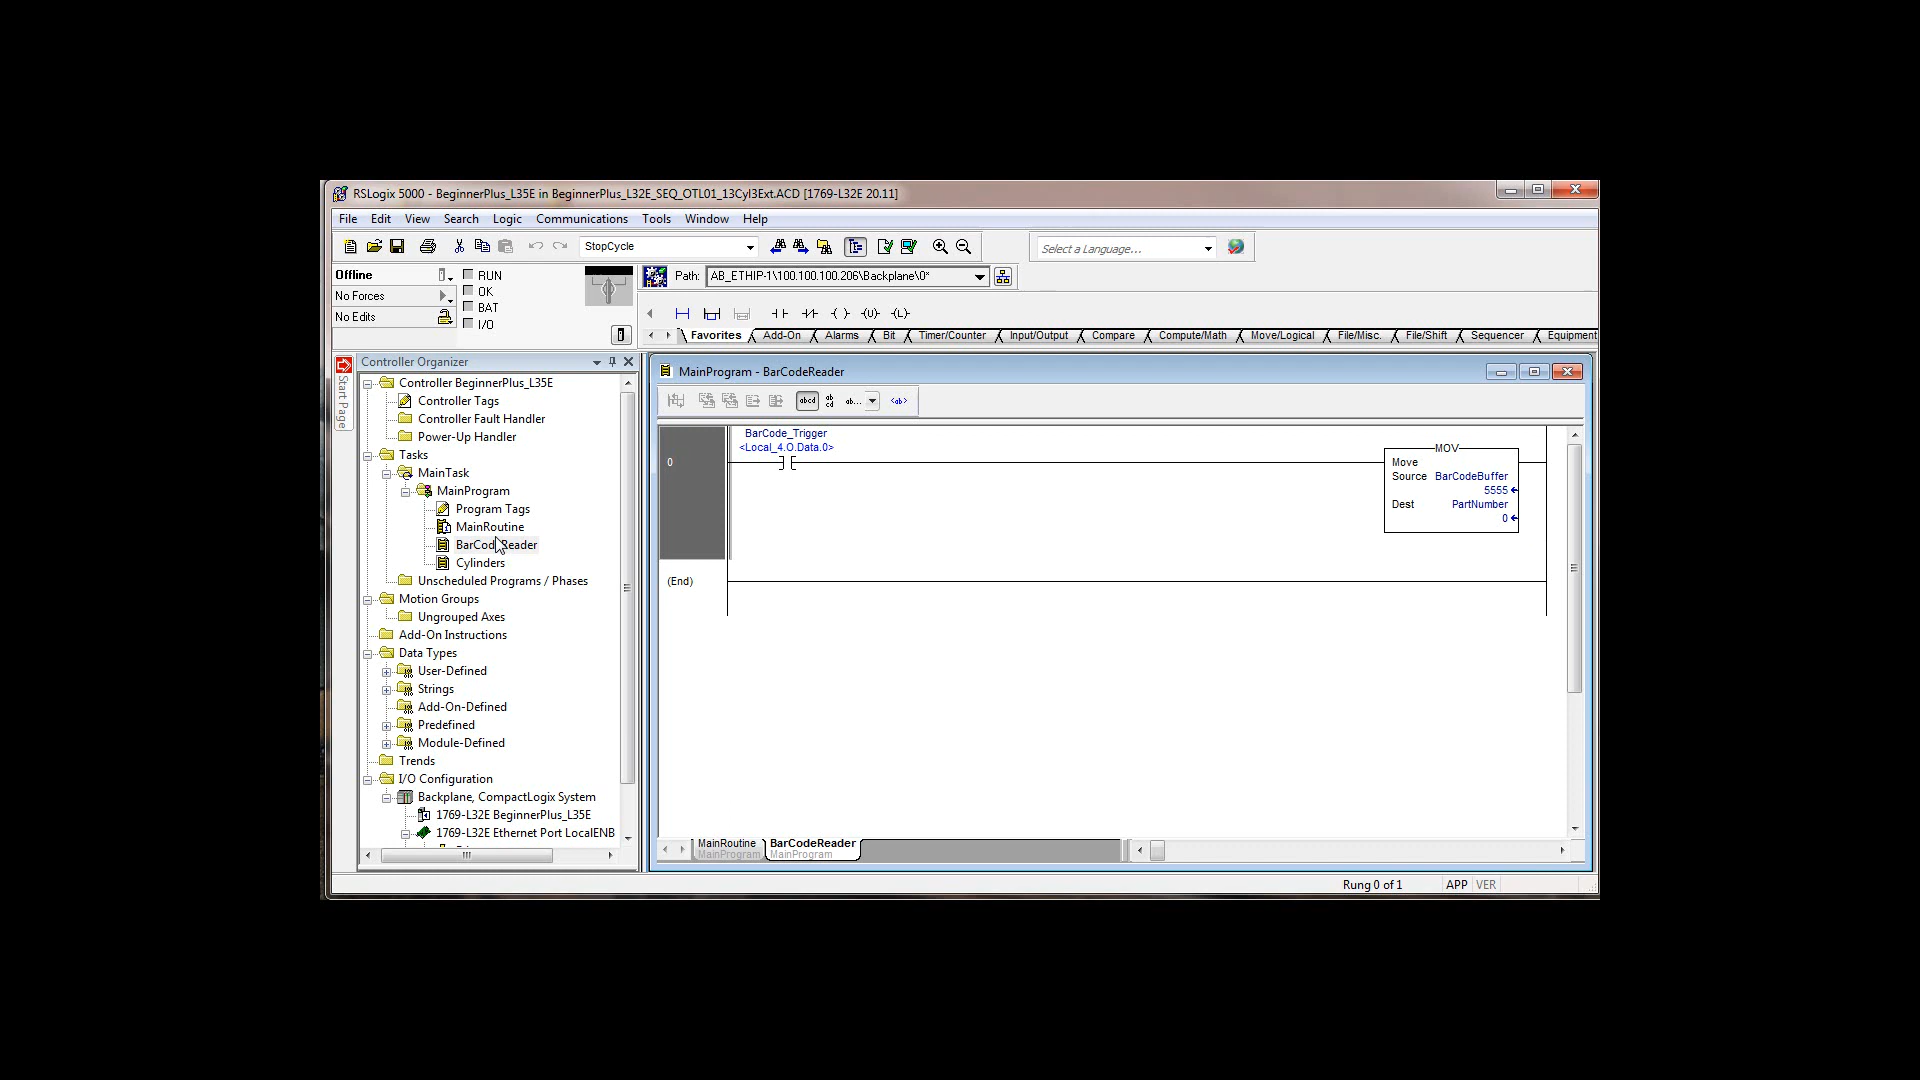 RSLogix 5000 - BeginnerPlus_L35E in BeginnerPlus_L32E_SEQ_OTL01_13Cyl3Ext.ACD [1769-L32E 20.11]
File Edit View Search Logic Communications Tools Window Help
StopCycle
Select a Language...
Offline
RUN
Path: AB_ETHIP-1\100.100.100.206\Backplane\0*
No Forces
OK
BAT
No Edits
I/O
Favorites Add-On Alarms Bit Timer/Counter Input/Output Compare Compute/Math Move/Logical File/Misc. File/Shift Sequencer Equipment
Start Page
Controller Organizer
Controller BeginnerPlus_L35E
Controller Tags
Controller Fault Handler
Power-Up Handler
Tasks
MainTask
MainProgram
Program Tags
MainRoutine
BarCodeReader
Cylinders
Unscheduled Programs / Phases
Motion Groups
Ungrouped Axes
Add-On Instructions
Data Types
User-Defined
Strings
Add-On-Defined
Predefined
Module-Defined
Trends
I/O Configuration
Backplane, CompactLogix System
1769-L32E BeginnerPlus_L35E
1769-L32E Ethernet Port LocalENB
MainProgram - BarCodeReader
abcd
ab
cd
ab...
<ab>
BarCode_Trigger
<Local_4.O.Data.0>
0
MOV
Move
Source BarCodeBuffer
5555
Dest PartNumber
0
(End)
MainRoutine BarCodeReader
MainProgram MainProgram
Rung 0 of 1 APP VER